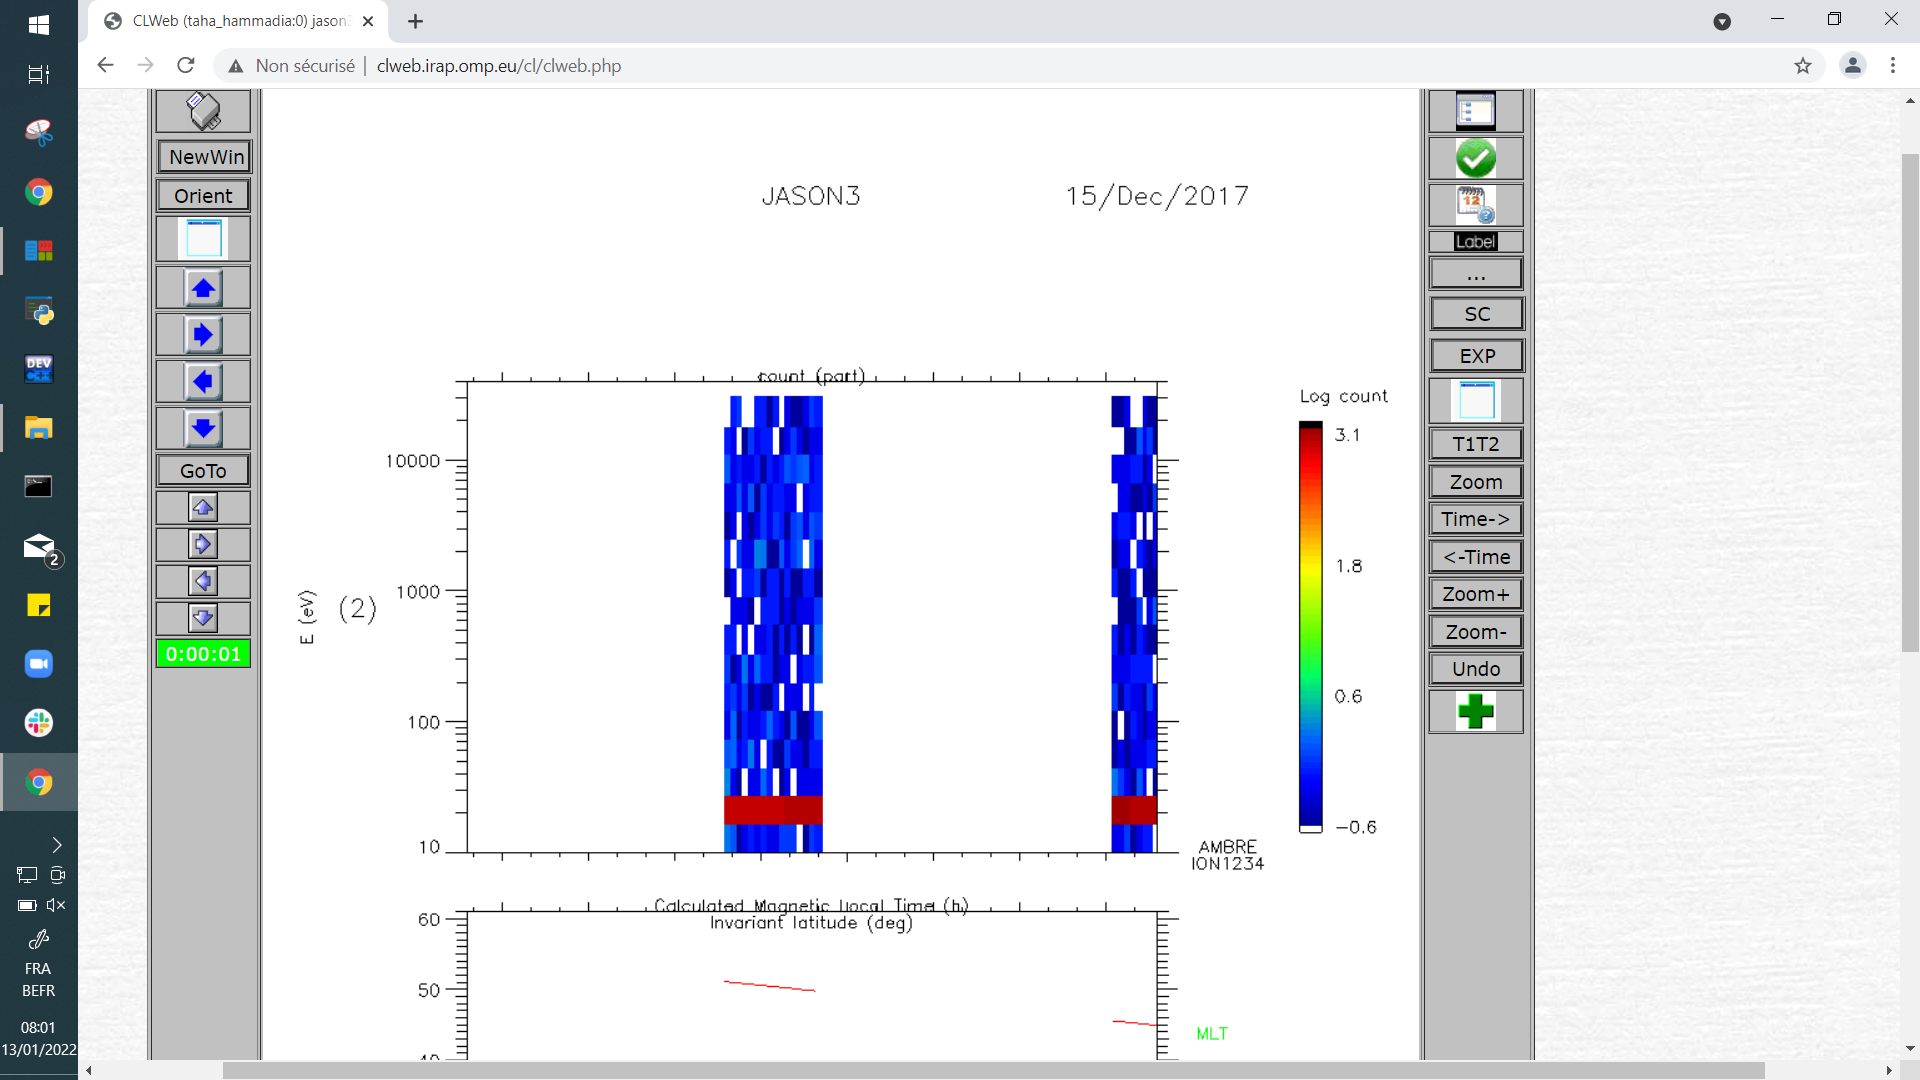 CLWeb (taha_hammadia:0) jason3
Non sécurisé | clweb.irap.omp.eu/cl/clweb.php
NewWin
Orient
GoTo
0:00:01
JASON3
15/Dec/2017
count (part)
10000
1000
100
10
E (eV)
(2)
Log count
3.1
1.8
0.6
−0.6
AMBRE
ION1234
Calculated Magnetic Local Time (h)
Invariant latitude (deg)
60
50
40
MLT
12
Label
...
SC
EXP
T1T2
Zoom
Time->
<-Time
Zoom+
Zoom-
Undo
DEV
C++
2
FRA
BEFR
08:01
13/01/2022